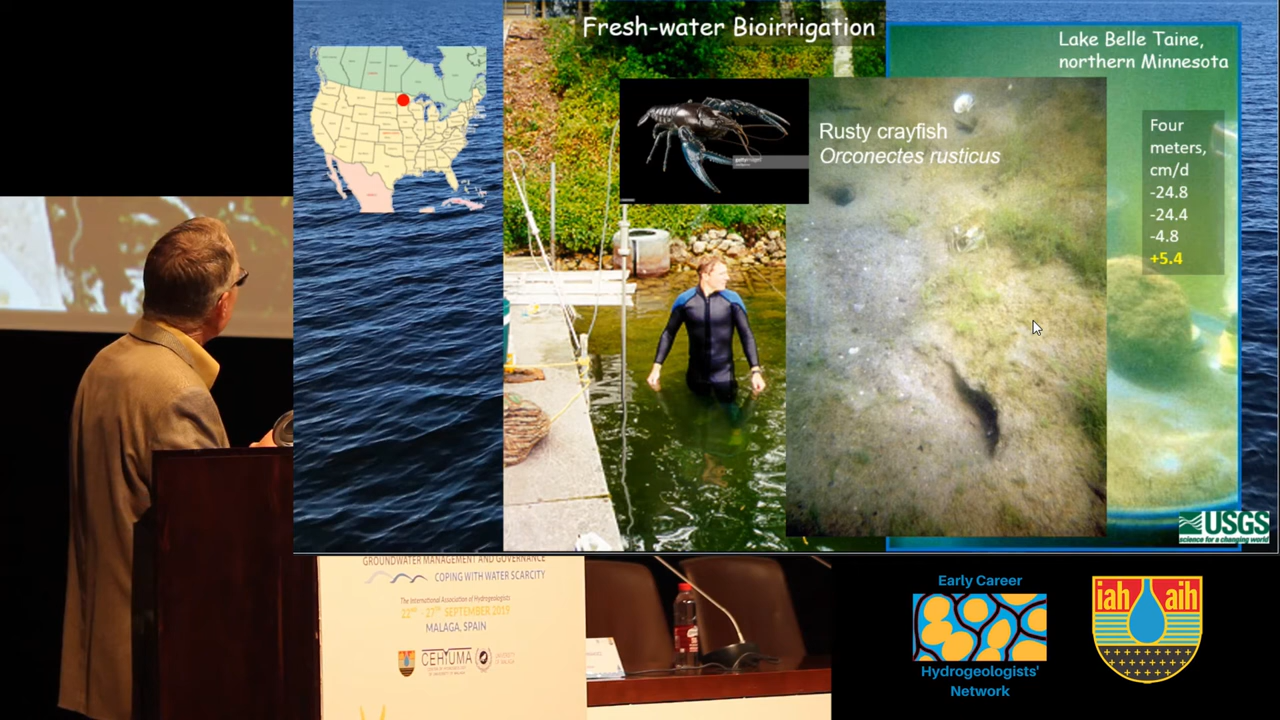 Fresh-water Bioirrigation
Lake Belle Taine,
northern Minnesota
Rusty crayfish
Orconectes rusticus
gettyimages
Four
meters,
cm/d
-24.8
-24.4
-4.8
+5.4
USGS
science for a changing world
GROUNDWATER MANAGEMENT AND GOVERNANCE
COPING WITH WATER SCARCITY
The International Association of Hydrogeologists
22ND - 27TH SEPTEMBER 2019
MALAGA, SPAIN
CEHIUMA
Early Career
Hydrogeologists'
Network
iah aih